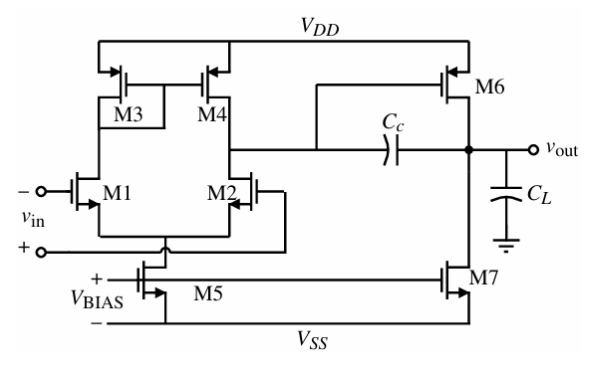 V_DD
M3 M4 M6
C_c
v_out
− M1 M2 C_L
v_in
+
+ M7
V_BIAS M5
−
V_SS